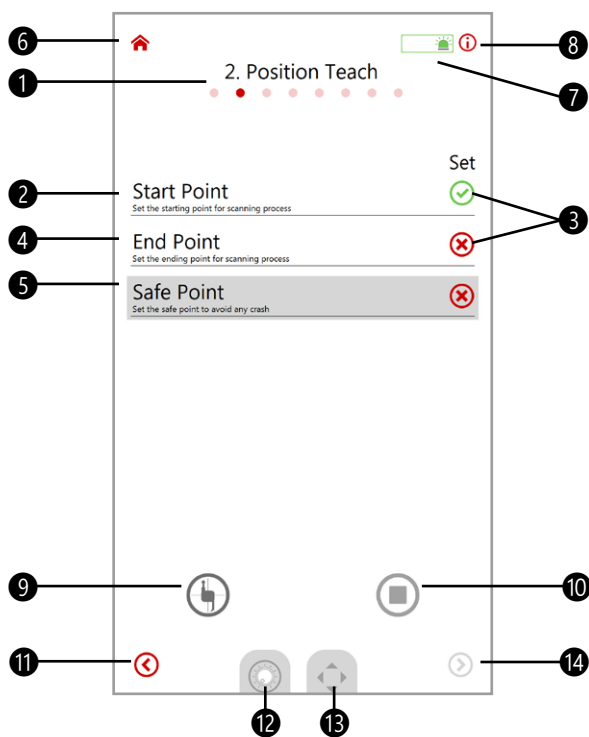 6
8
1
2. Position Teach
7
Set
2
Start Point
Set the starting point for scanning process
3
4
End Point
Set the ending point for scanning process
5
Safe Point
Set the safe point to avoid any crash
9
10
11
14
12
13